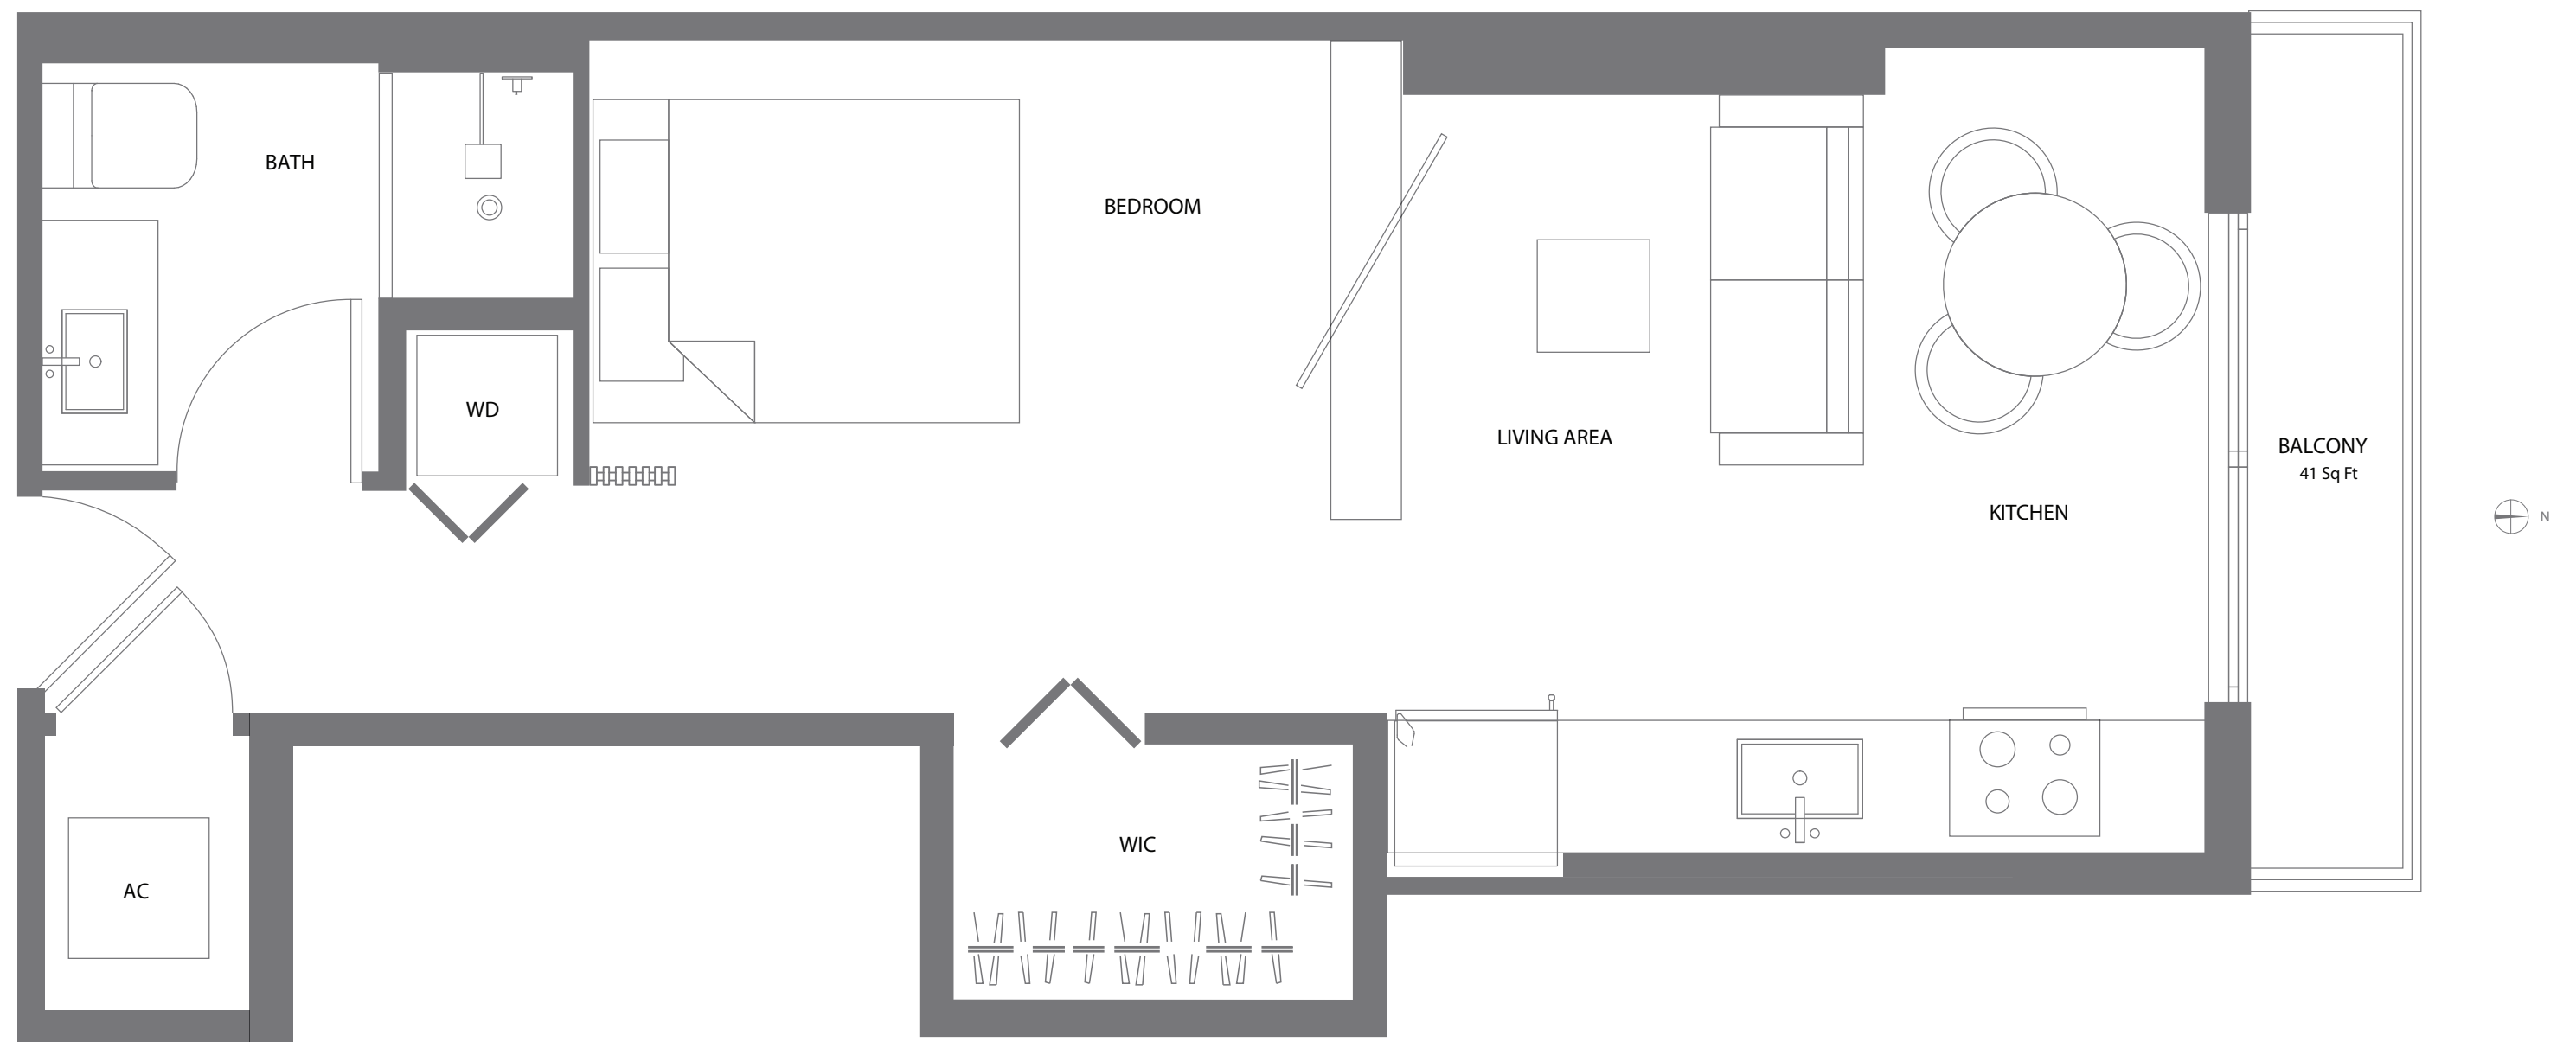 BATH
BEDROOM
WD
LIVING AREA
KITCHEN
BALCONY
41 Sq Ft
N
WIC
AC